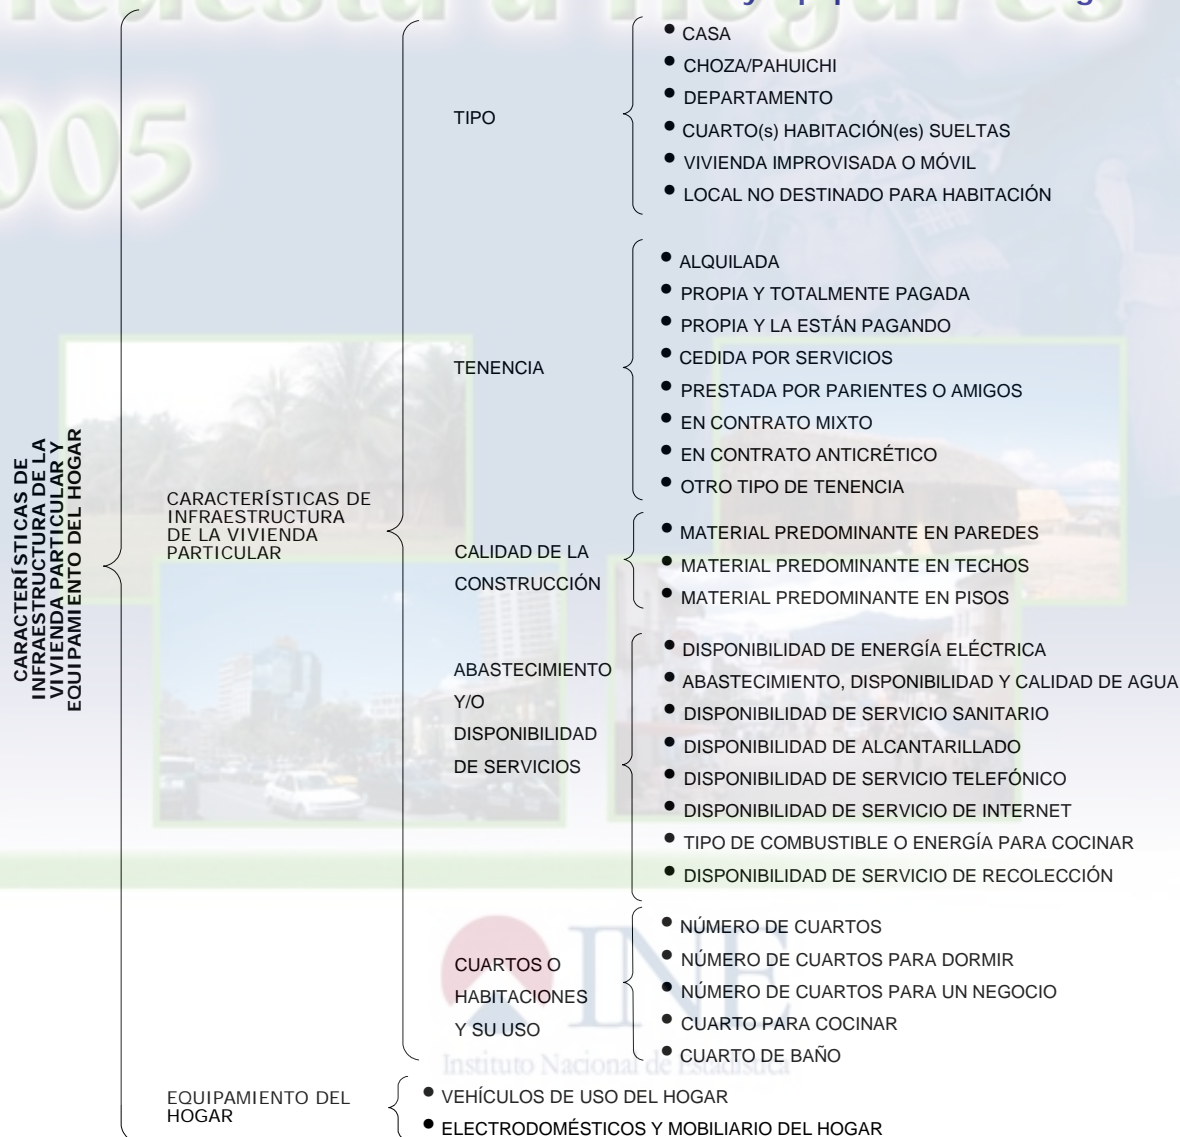 005
CARACTERÍSTICAS DE
INFRAESTRUCTURA DE LA
VIVIENDA PARTICULAR Y
EQUIPAMIENTO DEL HOGAR
CARACTERÍSTICAS DE
INFRAESTRUCTURA
DE LA VIVIENDA
PARTICULAR
TIPO
• CASA
• CHOZA/PAHUICHI
• DEPARTAMENTO
• CUARTO(s) HABITACIÓN(es) SUELTAS
• VIVIENDA IMPROVISADA O MÓVIL
• LOCAL NO DESTINADO PARA HABITACIÓN
TENENCIA
• ALQUILADA
• PROPIA Y TOTALMENTE PAGADA
• PROPIA Y LA ESTÁN PAGANDO
• CEDIDA POR SERVICIOS
• PRESTADA POR PARIENTES O AMIGOS
• EN CONTRATO MIXTO
• EN CONTRATO ANTICRÉTICO
• OTRO TIPO DE TENENCIA
CALIDAD DE LA
CONSTRUCCIÓN
• MATERIAL PREDOMINANTE EN PAREDES
• MATERIAL PREDOMINANTE EN TECHOS
• MATERIAL PREDOMINANTE EN PISOS
ABASTECIMIENTO
Y/O
DISPONIBILIDAD
DE SERVICIOS
• DISPONIBILIDAD DE ENERGÍA ELÉCTRICA
• ABASTECIMIENTO, DISPONIBILIDAD Y CALIDAD DE AGUA
• DISPONIBILIDAD DE SERVICIO SANITARIO
• DISPONIBILIDAD DE ALCANTARILLADO
• DISPONIBILIDAD DE SERVICIO TELEFÓNICO
• DISPONIBILIDAD DE SERVICIO DE INTERNET
• TIPO DE COMBUSTIBLE O ENERGÍA PARA COCINAR
• DISPONIBILIDAD DE SERVICIO DE RECOLECCIÓN
CUARTOS O
HABITACIONES
Y SU USO
• NÚMERO DE CUARTOS
• NÚMERO DE CUARTOS PARA DORMIR
• NÚMERO DE CUARTOS PARA UN NEGOCIO
• CUARTO PARA COCINAR
• CUARTO DE BAÑO
INE
Instituto Nacional de Estadística
EQUIPAMIENTO DEL
HOGAR
• VEHÍCULOS DE USO DEL HOGAR
• ELECTRODOMÉSTICOS Y MOBILIARIO DEL HOGAR